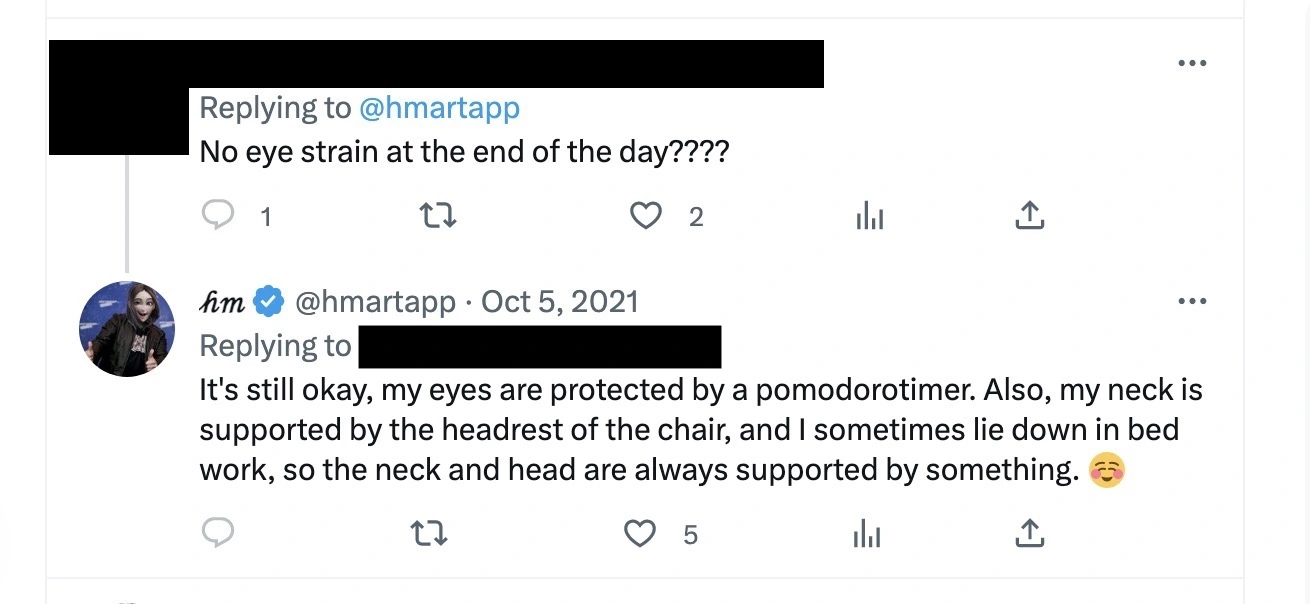 Replying to @hmartapp
No eye strain at the end of the day????
1 2
hm @hmartapp · Oct 5, 2021
Replying to
It's still okay, my eyes are protected by a pomodorotimer. Also, my neck is
supported by the headrest of the chair, and I sometimes lie down in bed
work, so the neck and head are always supported by something. ☺️
5